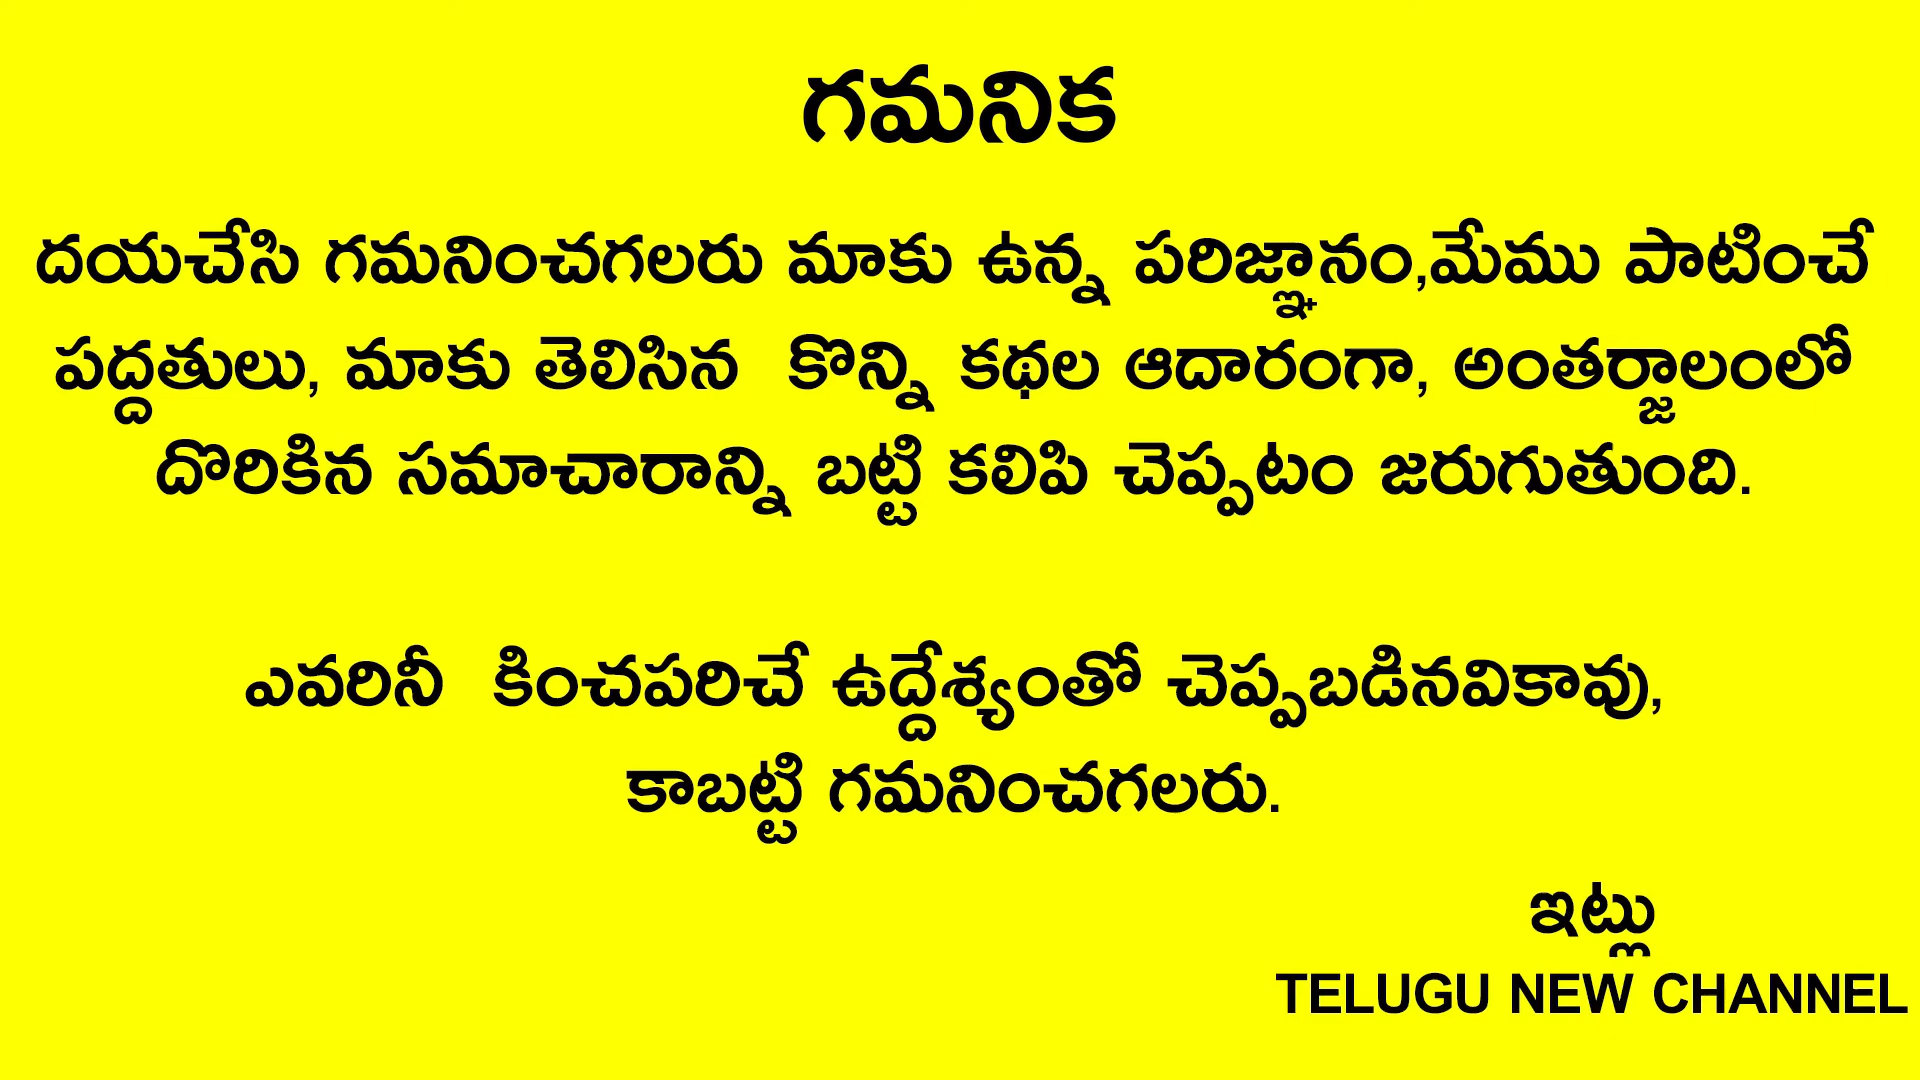 గమనిక
దయచేసి గమనించగలరు మాకు ఉన్న పరిజ్ఞానం,మేము పాటించే
పద్దతులు, మాకు తెలిసిన కొన్ని కథల ఆదారంగా, అంతర్జాలంలో
దొరికిన సమాచారాన్ని బట్టి కలిపి చెప్పటం జరుగుతుంది.
ఎవరినీ కించపరిచే ఉద్దేశ్యంతో చెప్పబడినవికావు,
కాబట్టి గమనించగలరు.
ఇట్లు
TELUGU NEW CHANNEL